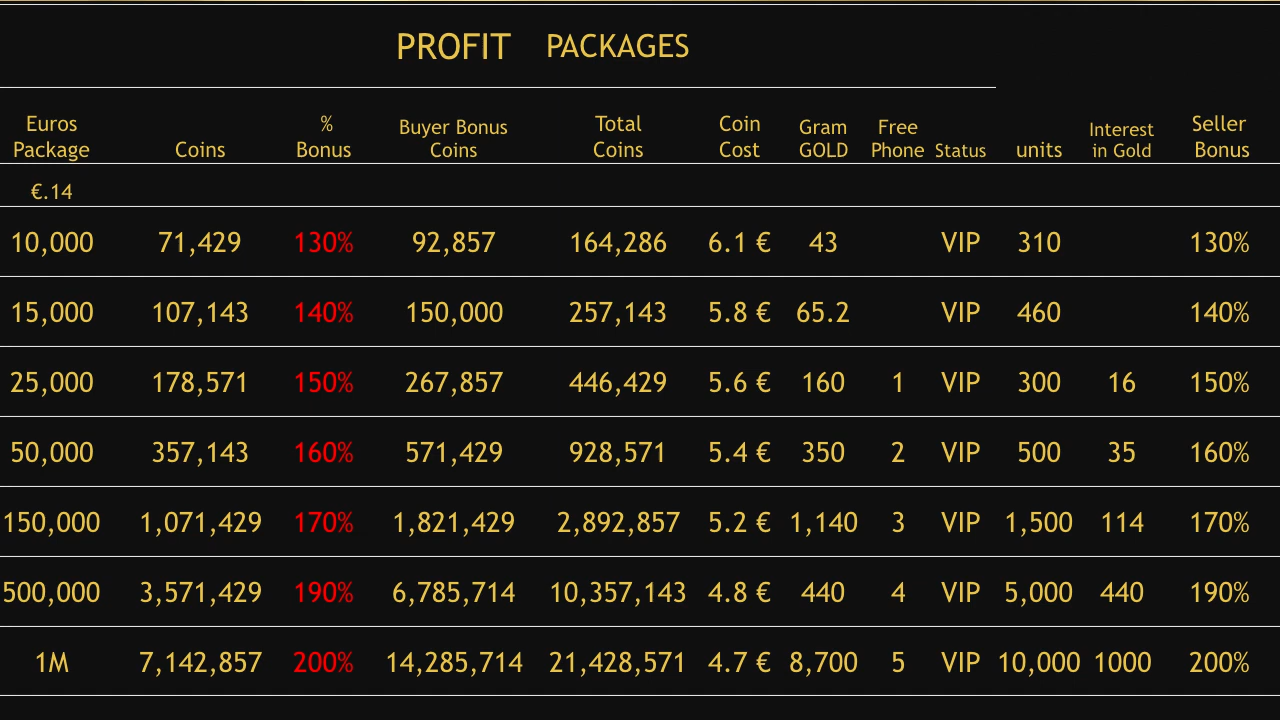 PROFIT PACKAGES
Euros Package Coins % Bonus Buyer Bonus Coins Total Coins Coin Cost Gram GOLD Free Phone Status units Interest in Gold Seller Bonus
€.14
10,000 71,429 130% 92,857 164,286 6.1 € 43 VIP 310 130%
15,000 107,143 140% 150,000 257,143 5.8 € 65.2 VIP 460 140%
25,000 178,571 150% 267,857 446,429 5.6 € 160 1 VIP 300 16 150%
50,000 357,143 160% 571,429 928,571 5.4 € 350 2 VIP 500 35 160%
150,000 1,071,429 170% 1,821,429 2,892,857 5.2 € 1,140 3 VIP 1,500 114 170%
500,000 3,571,429 190% 6,785,714 10,357,143 4.8 € 440 4 VIP 5,000 440 190%
1M 7,142,857 200% 14,285,714 21,428,571 4.7 € 8,700 5 VIP 10,000 1000 200%